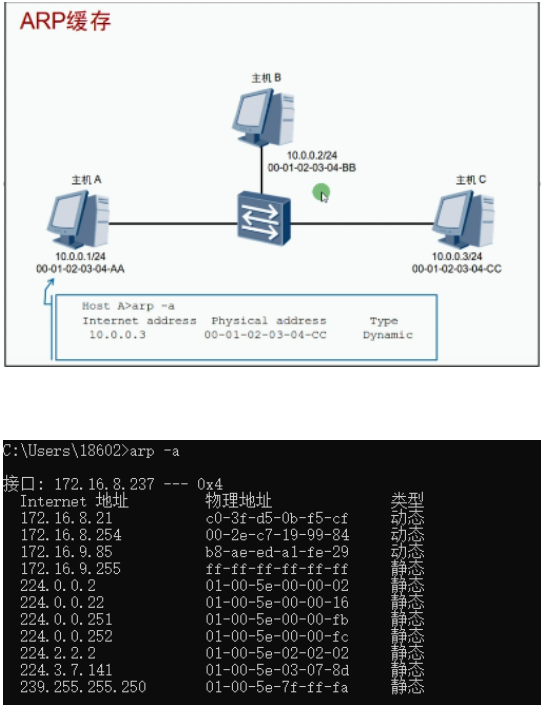 ARP缓存
主机 B
10.0.0.2/24
00-01-02-03-04-BB
主机 A
主机 C
10.0.0.1/24
00-01-02-03-04-AA
10.0.0.3/24
00-01-02-03-04-CC
Host A>arp -a
Internet address Physical address Type
10.0.0.3 00-01-02-03-04-CC Dynamic
C:\Users\18602>arp -a
接口: 172.16.8.237 --- 0x4
Internet 地址 物理地址 类型
172.16.8.21 c0-3f-d5-0b-f5-cf 动态
172.16.8.254 00-2e-c7-19-99-84 动态
172.16.9.85 b8-ae-ed-a1-fe-29 动态
172.16.9.255 ff-ff-ff-ff-ff-ff 静态
224.0.0.2 01-00-5e-00-00-02 静态
224.0.0.22 01-00-5e-00-00-16 静态
224.0.0.251 01-00-5e-00-00-fb 静态
224.0.0.252 01-00-5e-00-00-fc 静态
224.2.2.2 01-00-5e-02-02-02 静态
224.3.7.141 01-00-5e-03-07-8d 静态
239.255.255.250 01-00-5e-7f-ff-fa 静态